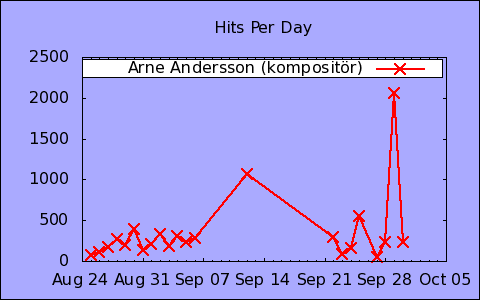 Hits Per Day
Arne Andersson (kompositör)
2500
2000
1500
1000
500
0
Aug 24 Aug 31 Sep 07 Sep 14 Sep 21 Sep 28 Oct 05